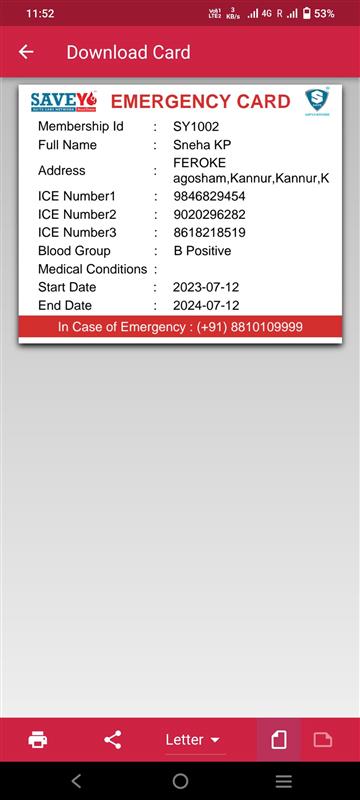 11:52
Vo1
LTE2
3
KB/s
4G
R
53%
Download Card
SAVEYO
EMERGENCY CARD
Membership Id : SY1002
Full Name : Sneha KP
Address : FEROKE
agosham,Kannur,Kannur,K
ICE Number1 : 9846829454
ICE Number2 : 9020296282
ICE Number3 : 8618218519
Blood Group : B Positive
Medical Conditions :
Start Date : 2023-07-12
End Date : 2024-07-12
In Case of Emergency : (+91) 8810109999
Letter